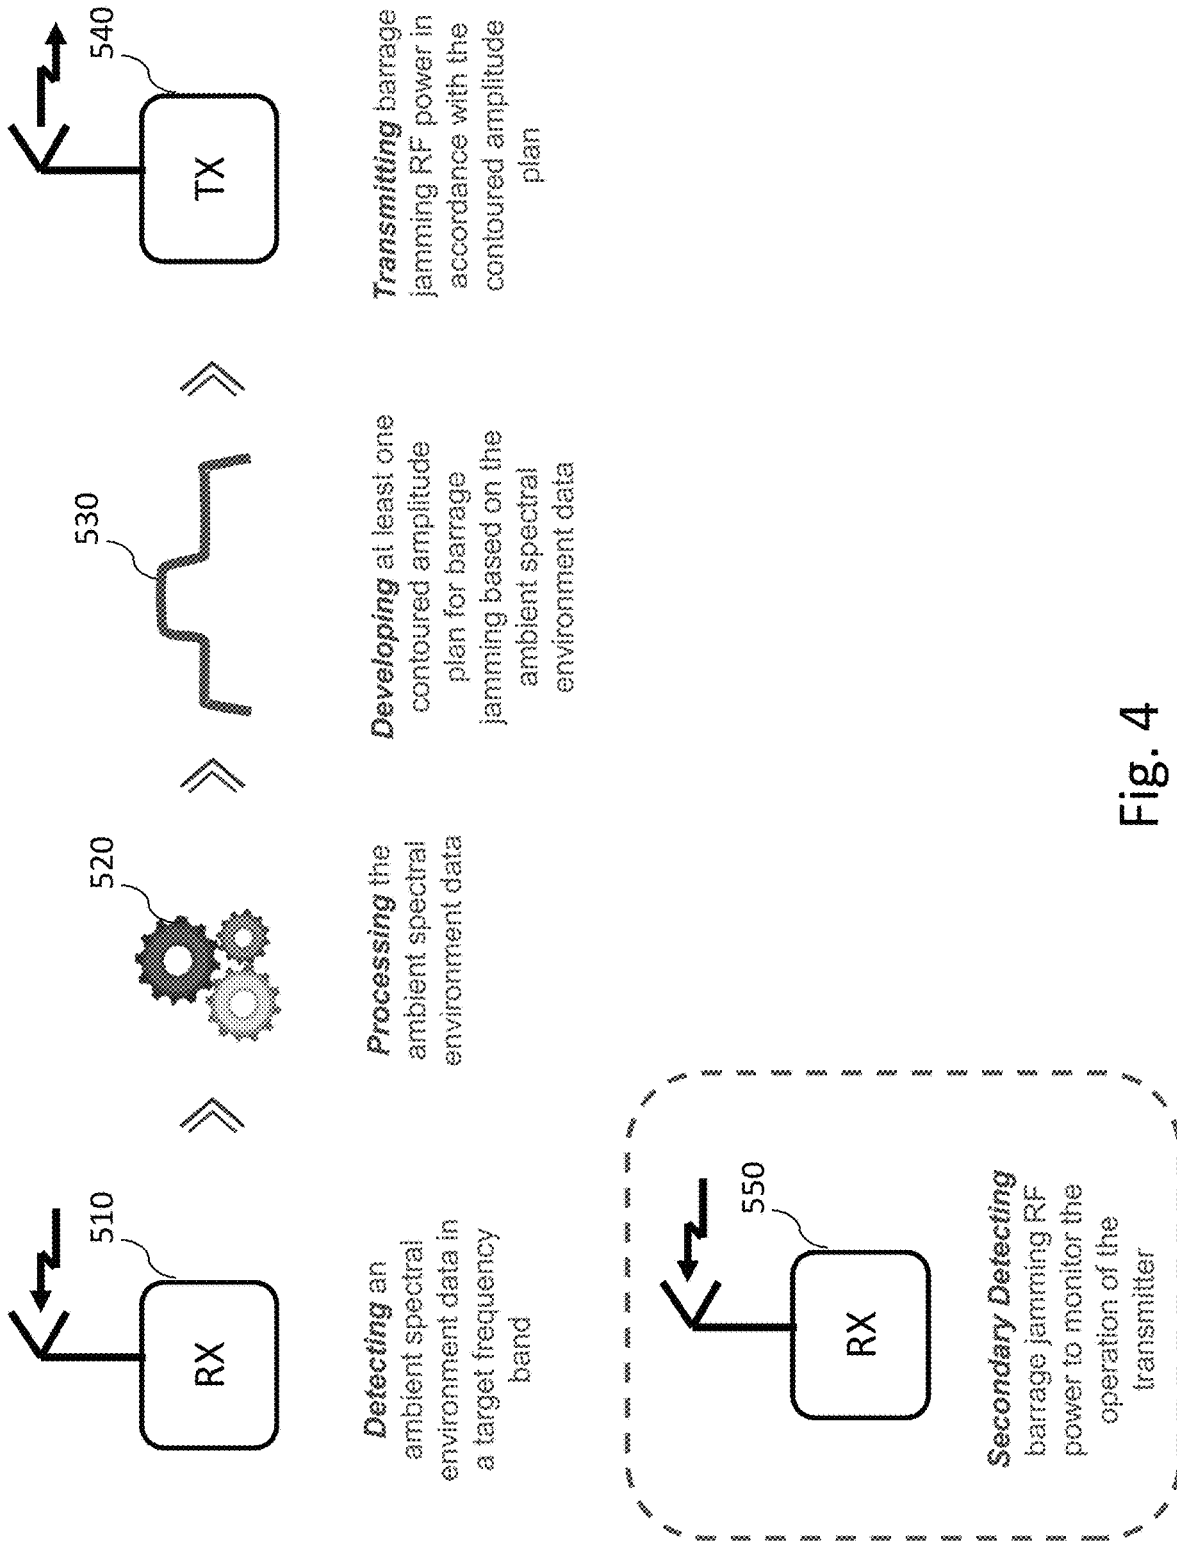 510
RX
Detecting an
ambient spectral
environment data in
a target frequency
band
520
Processing the
ambient spectral
environment data
530
Developing at least one
contoured amplitude
plan for barrage
jamming based on the
ambient spectral
environment data
540
TX
Transmitting barrage
jamming RF power in
accordance with the
contoured amplitude
plan
550
RX
Secondary Detecting
barrage jamming RF
power to monitor the
operation of the
transmitter
Fig. 4